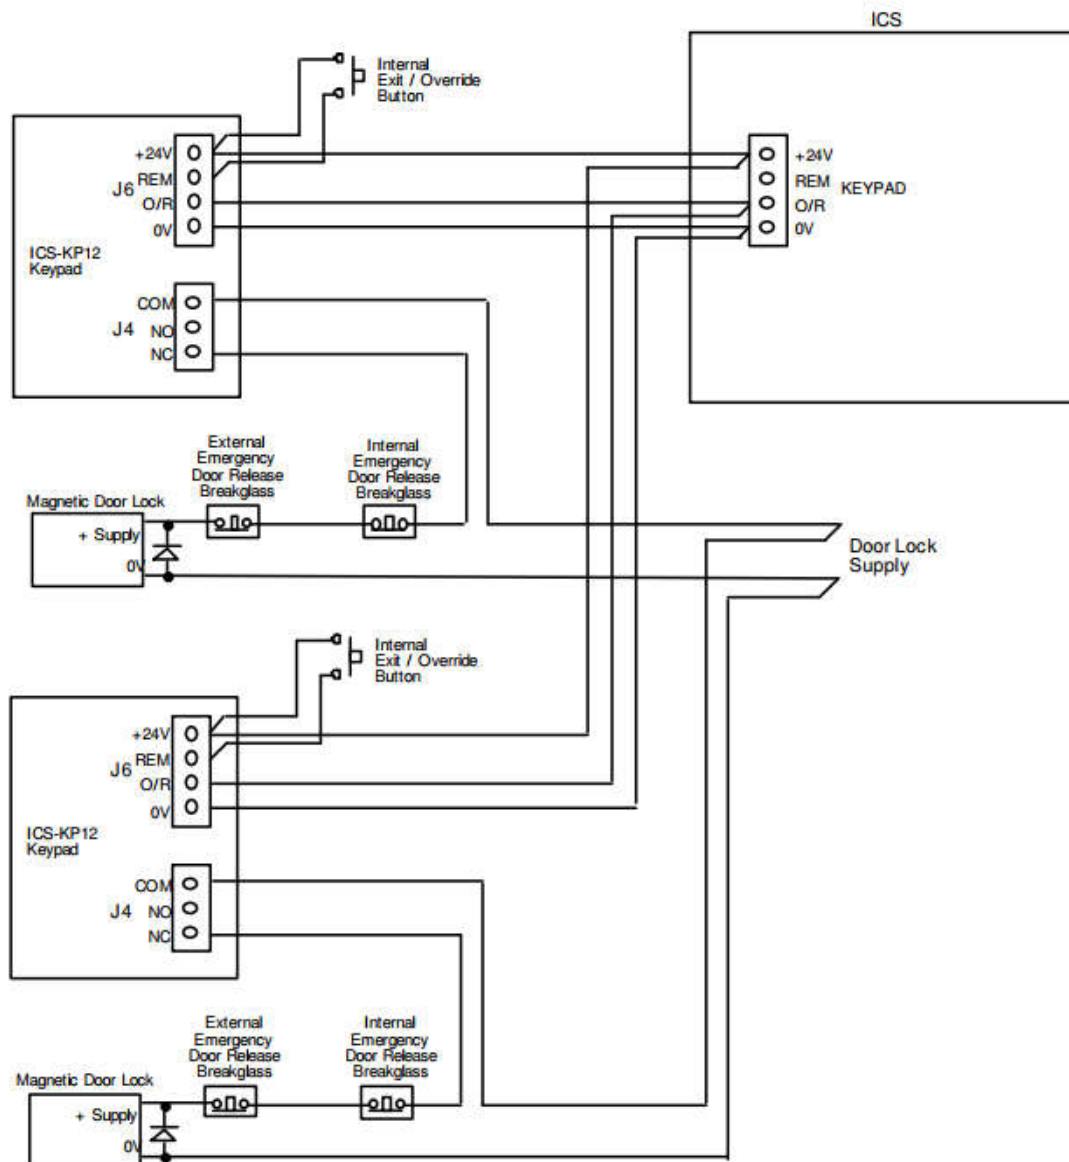 ICS
Internal
Exit / Override
Button
+24V
REM
J6
O/R
0V
ICS-KP12
Keypad
COM
J4
NO
NC
+24V
REM
KEYPAD
O/R
0V
External
Emergency
Door Release
Breakglass
Internal
Emergency
Door Release
Breakglass
Magnetic Door Lock
+ Supply
0V
Door Lock
Supply
Internal
Exit / Override
Button
+24V
REM
J6
O/R
0V
ICS-KP12
Keypad
COM
J4
NO
NC
External
Emergency
Door Release
Breakglass
Internal
Emergency
Door Release
Breakglass
Magnetic Door Lock
+ Supply
0V